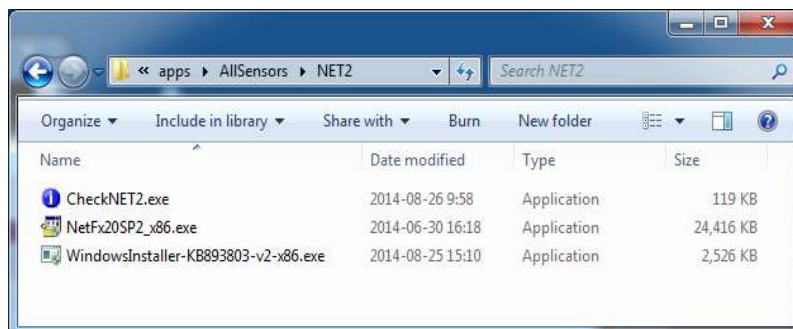 « apps ▸ AllSensors ▸ NET2 Search NET2
Organize Include in library Share with Burn New folder
Name Date modified Type Size
CheckNET2.exe 2014-08-26 9:58 Application 119 KB
NetFx20SP2_x86.exe 2014-06-30 16:18 Application 24,416 KB
WindowsInstaller-KB893803-v2-x86.exe 2014-08-25 15:10 Application 2,526 KB